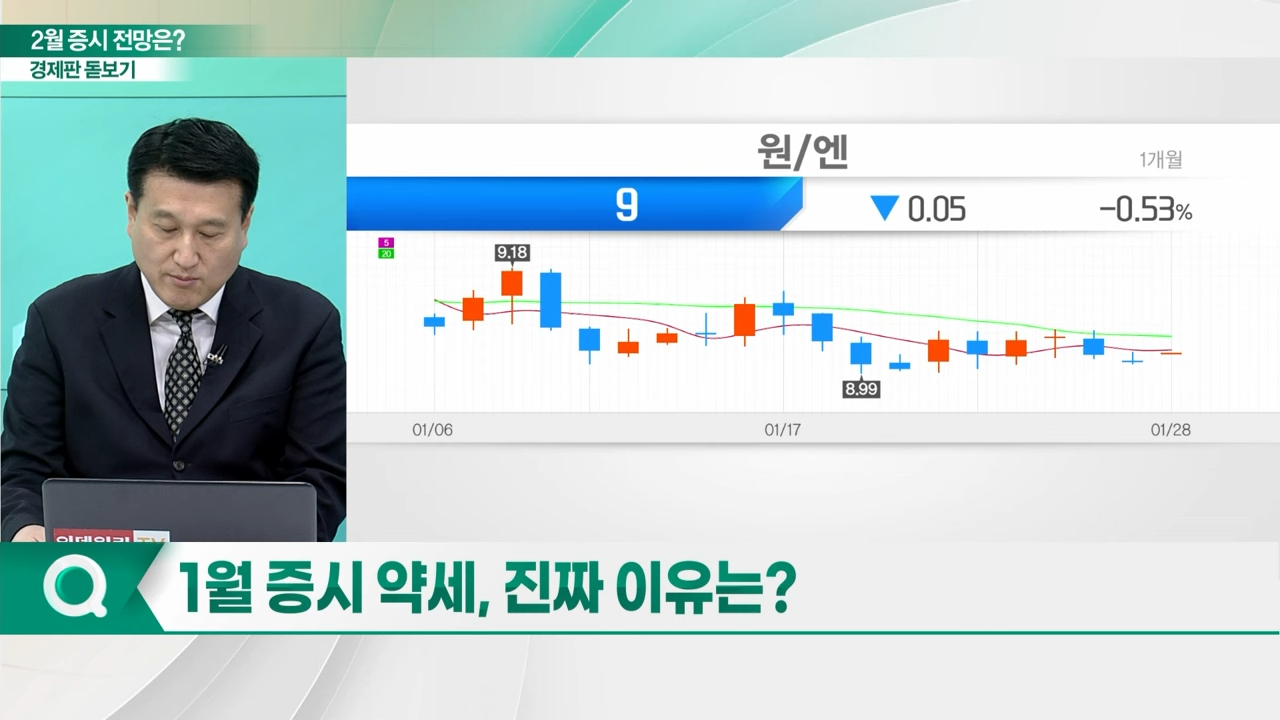 2월 증시 전망은?
경제판 돋보기
원/엔
1개월
9
▼ 0.05
-0.53%
5
20
9.18
8.99
01/06
01/17
01/28
TV
1월 증시 약세, 진짜 이유는?